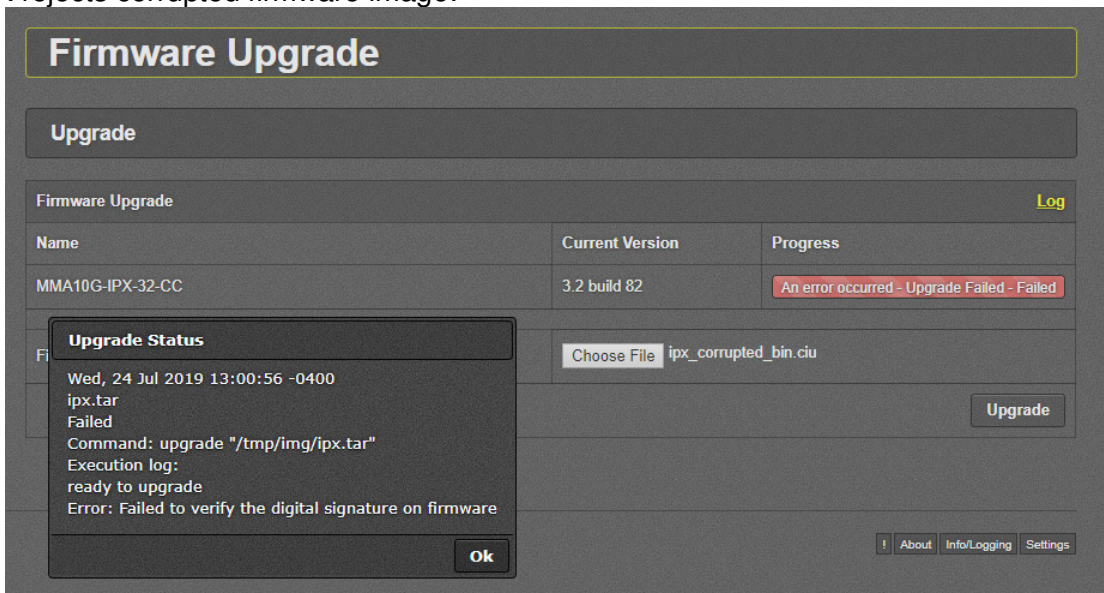 rejects corrupted firmware image.
Firmware Upgrade
Upgrade
Firmware Upgrade Log
Name Current Version Progress
MMA10G-IPX-32-CC 3.2 build 82 An error occurred - Upgrade Failed - Failed
Fi Choose File ipx_corrupted_bin.ciu
Upgrade
Upgrade Status
Wed, 24 Jul 2019 13:00:56 -0400
ipx.tar
Failed
Command: upgrade "/tmp/img/ipx.tar"
Execution log:
ready to upgrade
Error: Failed to verify the digital signature on firmware
Ok
! About Info/Logging Settings